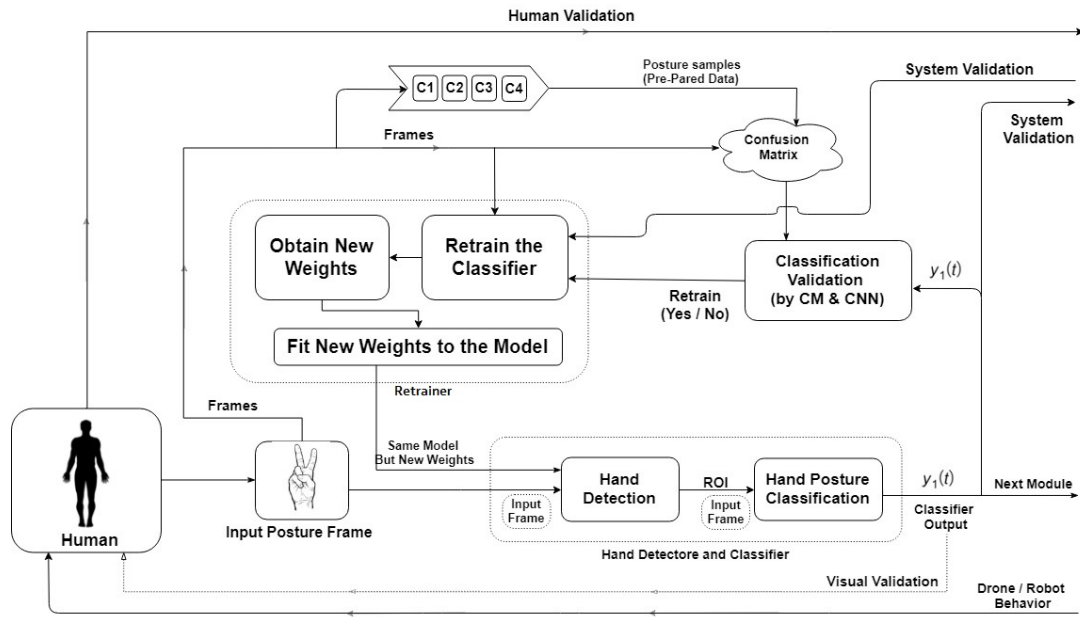 Human Validation
Posture samples
(Pre-Pared Data)
C1 C2 C3 C4
System Validation
System
Validation
Frames
Confusion
Matrix
Obtain New
Weights
Retrain the
Classifier
Classification
Validation
(by CM & CNN)
y₁(t)
Retrain
(Yes / No)
Fit New Weights to the Model
Retrainer
Frames
Same Model
But New Weights
Human
Input Posture Frame
Hand
Detection
Input
Frame
ROI
Input
Frame
Hand Posture
Classification
y₁(t)
Classifier
Output
Next Module
Hand Detectore and Classifier
Visual Validation
Drone / Robot
Behavior